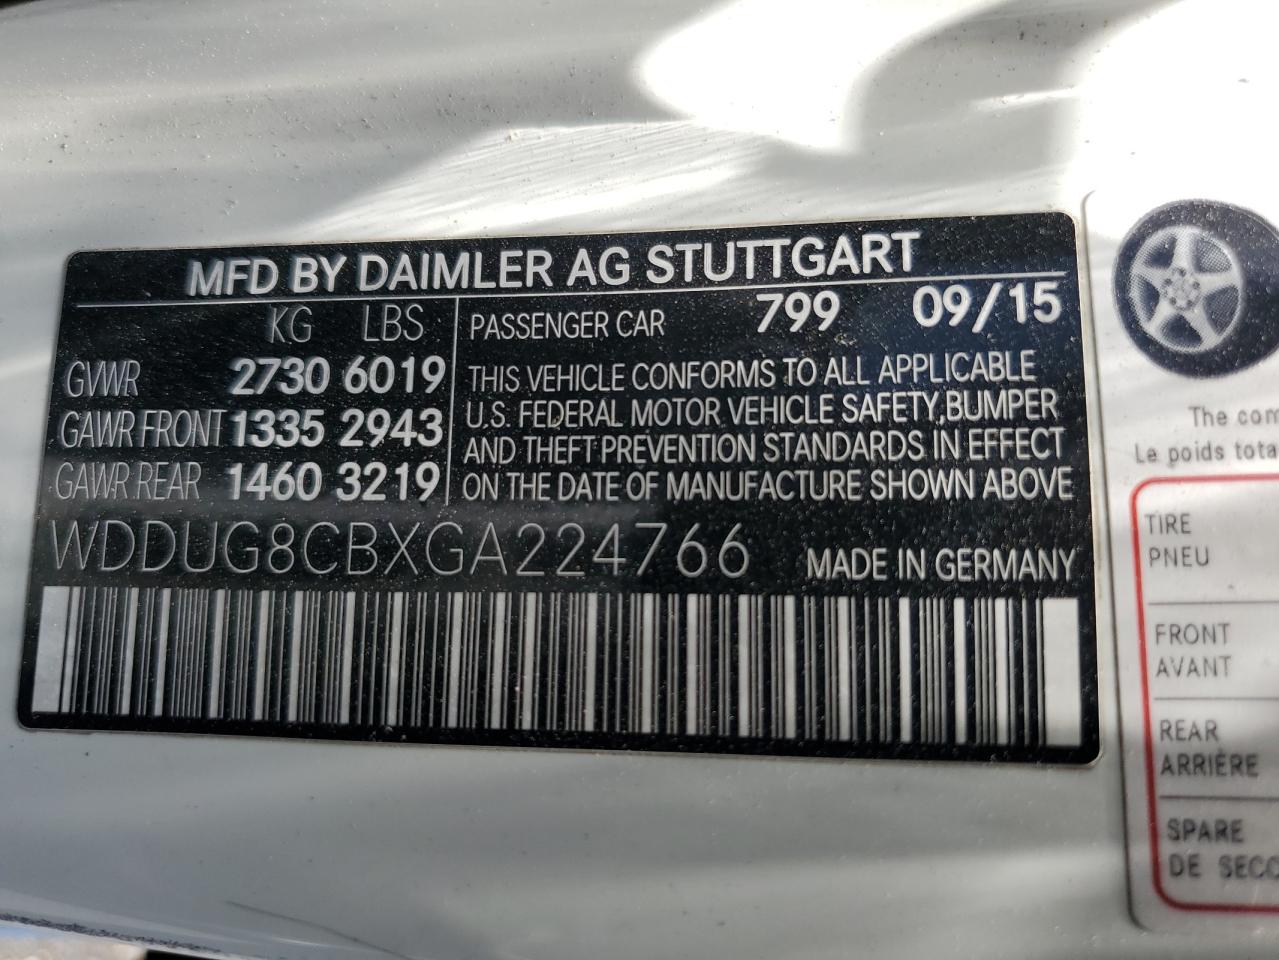 MFD BY DAIMLER AG STUTTGART
KG LBS
GVWR 2730 6019
GAWR FRONT 1335 2943
GAWR REAR 1460 3219
PASSENGER CAR 799 09/15
THIS VEHICLE CONFORMS TO ALL APPLICABLE
U.S. FEDERAL MOTOR VEHICLE SAFETY, BUMPER
AND THEFT PREVENTION STANDARDS IN EFFECT
ON THE DATE OF MANUFACTURE SHOWN ABOVE
WDDUG8CBXGA224766 MADE IN GERMANY
The com
Le poids tota
TIRE
PNEU
FRONT
AVANT
REAR
ARRIÈRE
SPARE
DE SECO